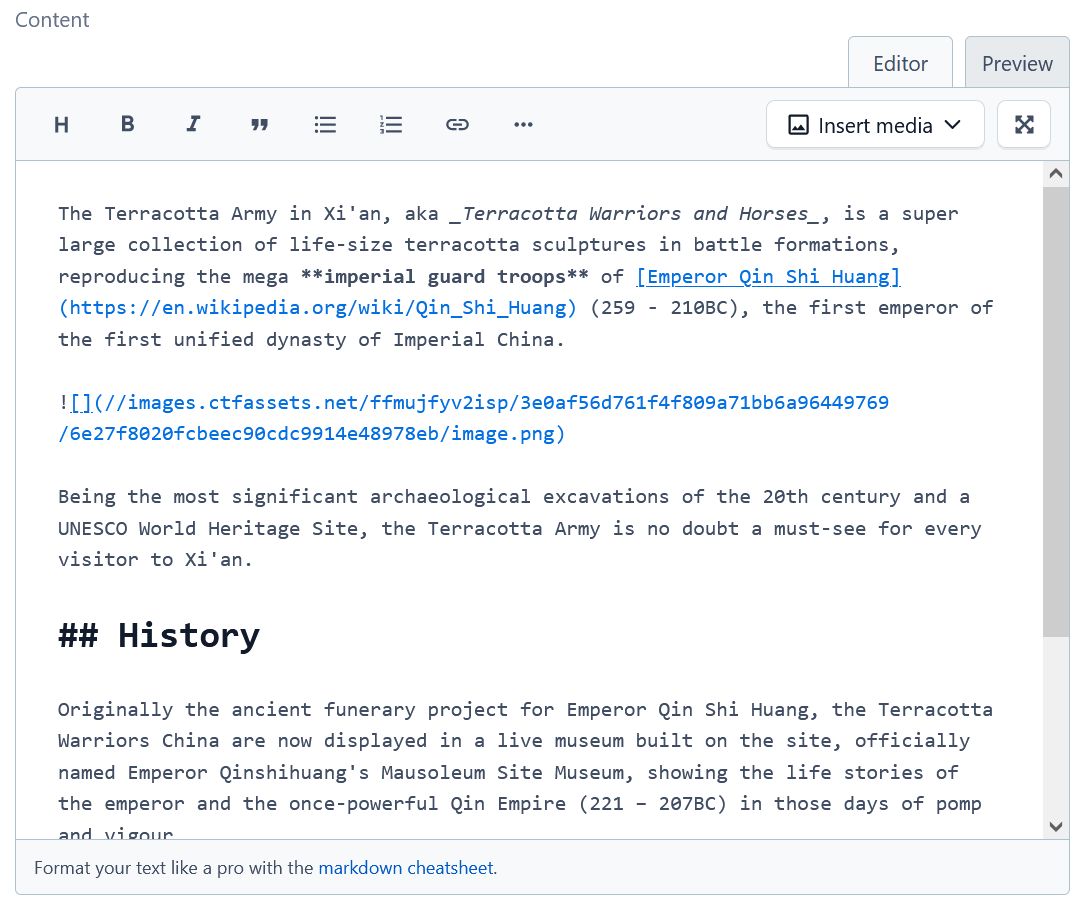 Content
Editor
Preview
H B I ❞
Insert media
The Terracotta Army in Xi'an, aka _Terracotta Warriors and Horses_, is a super
large collection of life-size terracotta sculptures in battle formations,
reproducing the mega **imperial guard troops** of [Emperor Qin Shi Huang]
(https://en.wikipedia.org/wiki/Qin_Shi_Huang) (259 - 210BC), the first emperor of
the first unified dynasty of Imperial China.
![](//images.ctfassets.net/ffmujfyv2isp/3e0af56d761f4f809a71bb6a96449769
/6e27f8020fcbeec90cdc9914e48978eb/image.png)
Being the most significant archaeological excavations of the 20th century and a
UNESCO World Heritage Site, the Terracotta Army is no doubt a must-see for every
visitor to Xi'an.
## History
Originally the ancient funerary project for Emperor Qin Shi Huang, the Terracotta
Warriors China are now displayed in a live museum built on the site, officially
named Emperor Qinshihuang's Mausoleum Site Museum, showing the life stories of
the emperor and the once-powerful Qin Empire (221 – 207BC) in those days of pomp
and vigour
Format your text like a pro with the markdown cheatsheet.